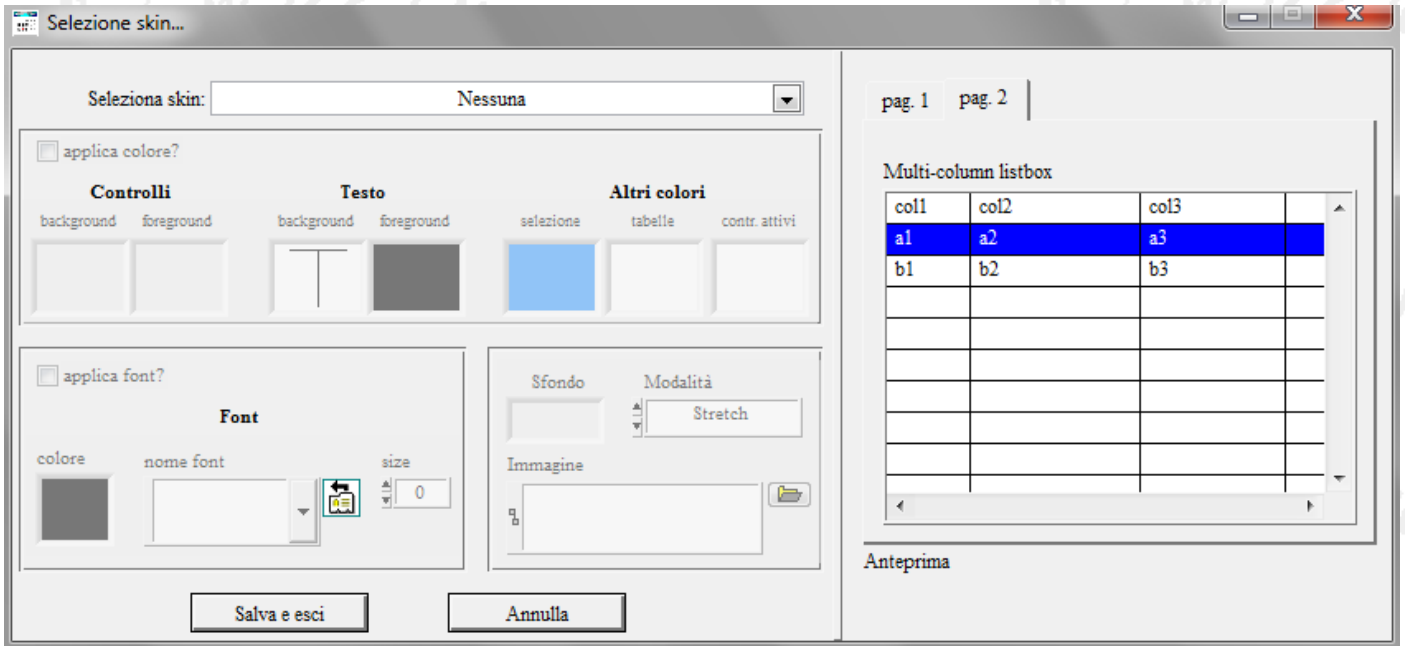 Selezione skin...
Seleziona skin: Nessuna
applica colore?
Controlli Testo Altri colori
background foreground background foreground selezione tabelle contr. attivi
applica font?
Font
colore nome font size
0
Sfondo Modalità
Stretch
Immagine
Salva e esci Annulla
pag. 1 pag. 2
Multi-column listbox
col1 col2 col3
a1 a2 a3
b1 b2 b3
Anteprima